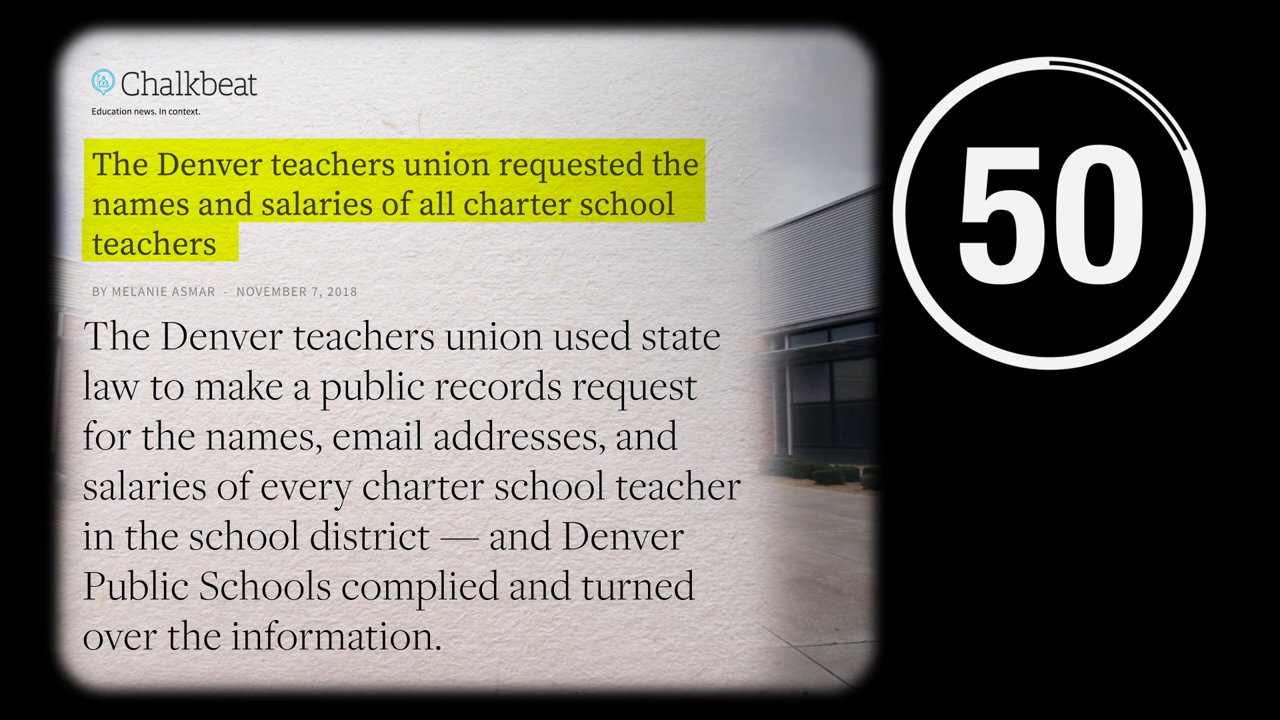 Chalkbeat
Education news. In context.
The Denver teachers union requested the
names and salaries of all charter school
teachers
BY MELANIE ASMAR - NOVEMBER 7, 2018
The Denver teachers union used state
law to make a public records request
for the names, email addresses, and
salaries of every charter school teacher
in the school district — and Denver
Public Schools complied and turned
over the information.
50